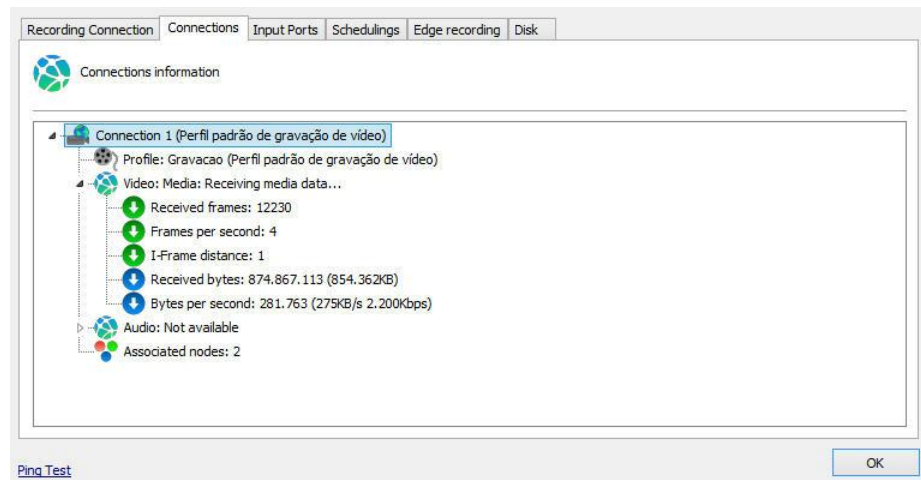 Recording Connection Connections Input Ports Schedulings Edge recording Disk
Connections information
Connection 1 (Perfil padrão de gravação de vídeo)
Profile: Gravacao (Perfil padrão de gravação de vídeo)
Video: Media: Receiving media data...
Received frames: 12230
Frames per second: 4
I-Frame distance: 1
Received bytes: 874.867.113 (854.362KB)
Bytes per second: 281.763 (275KB/s 2.200Kbps)
Audio: Not available
Associated nodes: 2
Ping Test
OK